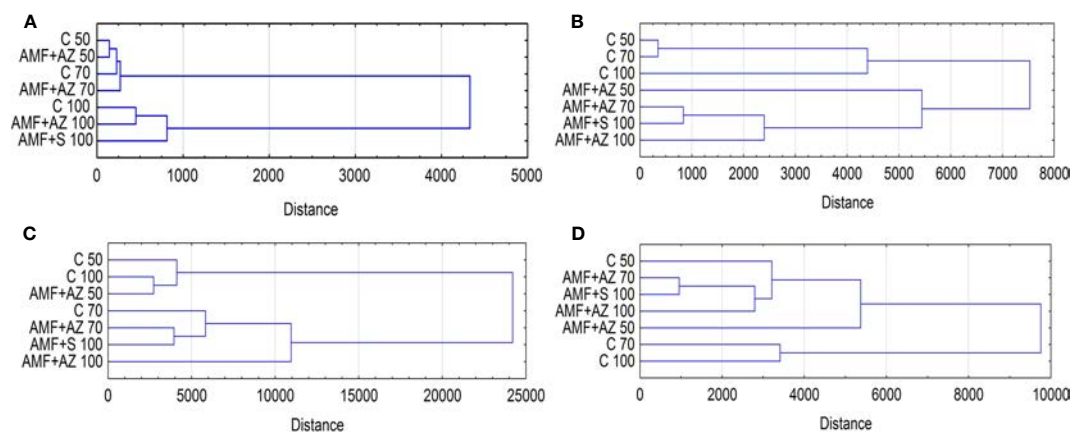 A
C 50
AMF+AZ 50
C 70
AMF+AZ 70
C 100
AMF+AZ 100
AMF+S 100
0 1000 2000 3000 4000 5000
Distance
B
C 50
C 70
C 100
AMF+AZ 50
AMF+AZ 70
AMF+S 100
AMF+AZ 100
0 1000 2000 3000 4000 5000 6000 7000 8000
Distance
C
C 50
C 100
AMF+AZ 50
C 70
AMF+AZ 70
AMF+S 100
AMF+AZ 100
0 5000 10000 15000 20000 25000
Distance
D
C 50
AMF+AZ 70
AMF+S 100
AMF+AZ 100
AMF+AZ 50
C 70
C 100
0 2000 4000 6000 8000 10000
Distance